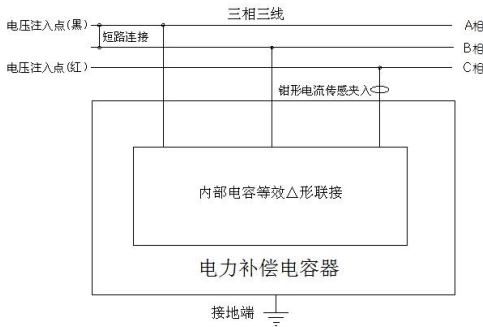 三相三线
电压注入点(黑)
A相
短路连接
B相
电压注入点(红)
C相
钳形电流传感夹入
内部电容等效△形联接
电力补偿电容器
接地端